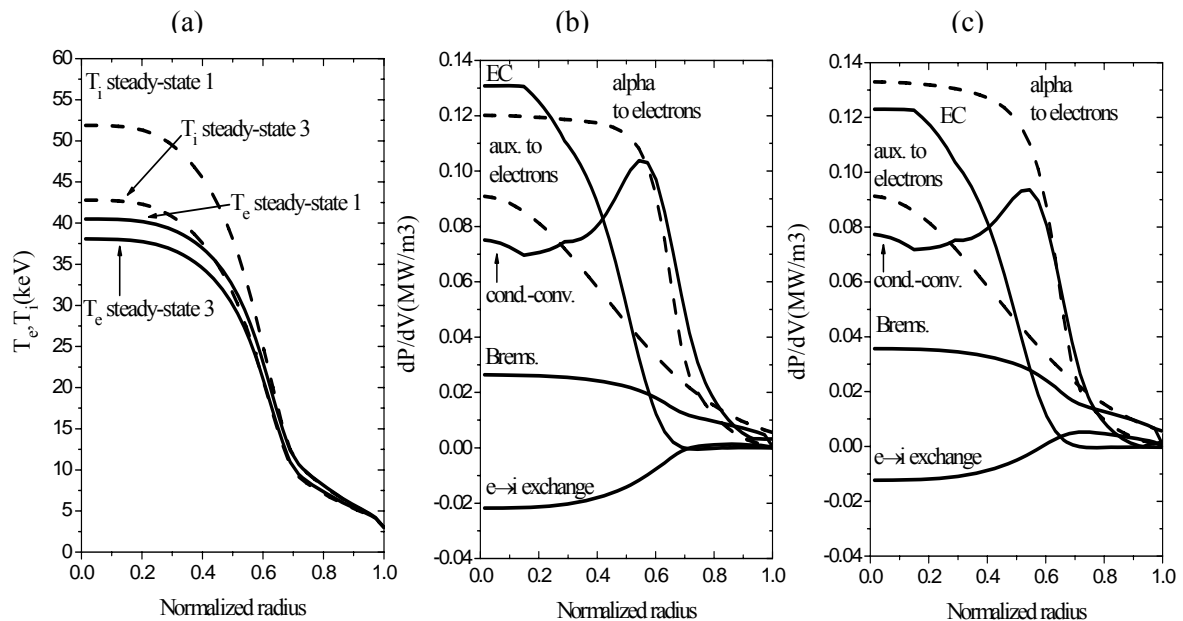 (a)
60
55
50
45
40
35
30
25
20
15
10
5
0
T_e,T_i(keV)
T_i steady-state 1
T_i steady-state 3
T_e steady-state 1
T_e steady-state 3
0.0 0.2 0.4 0.6 0.8 1.0
Normalized radius
(b)
0.14
0.12
0.10
0.08
0.06
0.04
0.02
0.00
-0.02
-0.04
dP/dV(MW/m3)
EC
alpha
to electrons
aux. to
electrons
cond.-conv.
Brems.
e→i exchange
0.0 0.2 0.4 0.6 0.8 1.0
Normalized radius
(c)
0.14
0.12
0.10
0.08
0.06
0.04
0.02
0.00
-0.02
-0.04
dP/dV(MW/m3)
alpha
to electrons
EC
aux. to
electrons
cond.-conv.
Brems.
e→i exchange
0.0 0.2 0.4 0.6 0.8 1.0
Normalized radius